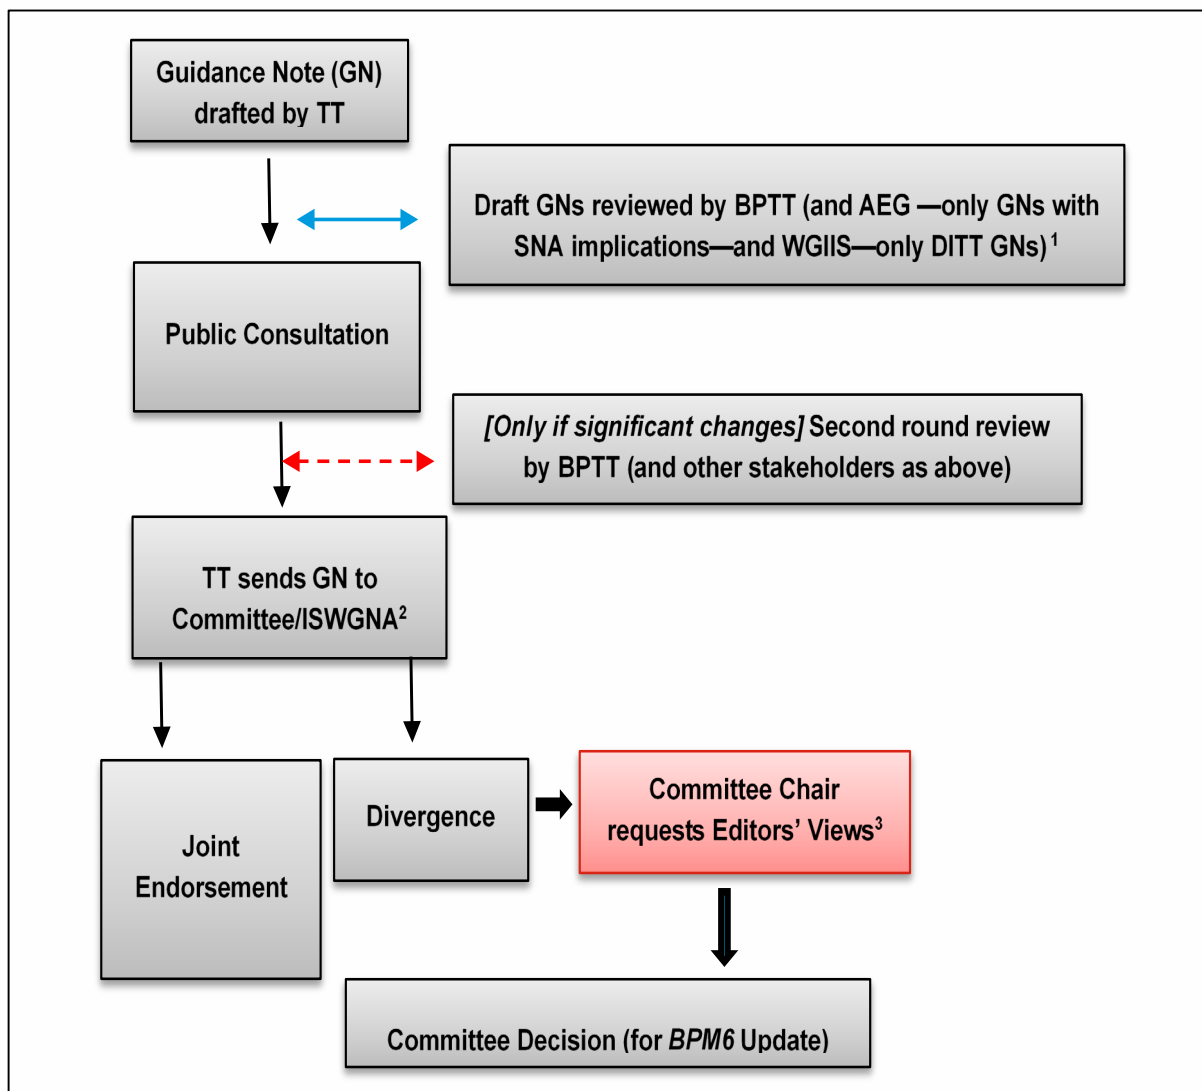 Guidance Note (GN)
drafted by TT
Draft GNs reviewed by BPTT (and AEG —only GNs with
SNA implications—and WGIIS—only DITT GNs) 1
Public Consultation
[Only if significant changes] Second round review
by BPTT (and other stakeholders as above)
TT sends GN to
Committee/ISWGNA2
Joint
Endorsement
Divergence
Committee Chair
requests Editors’ Views3
Committee Decision (for BPM6 Update)